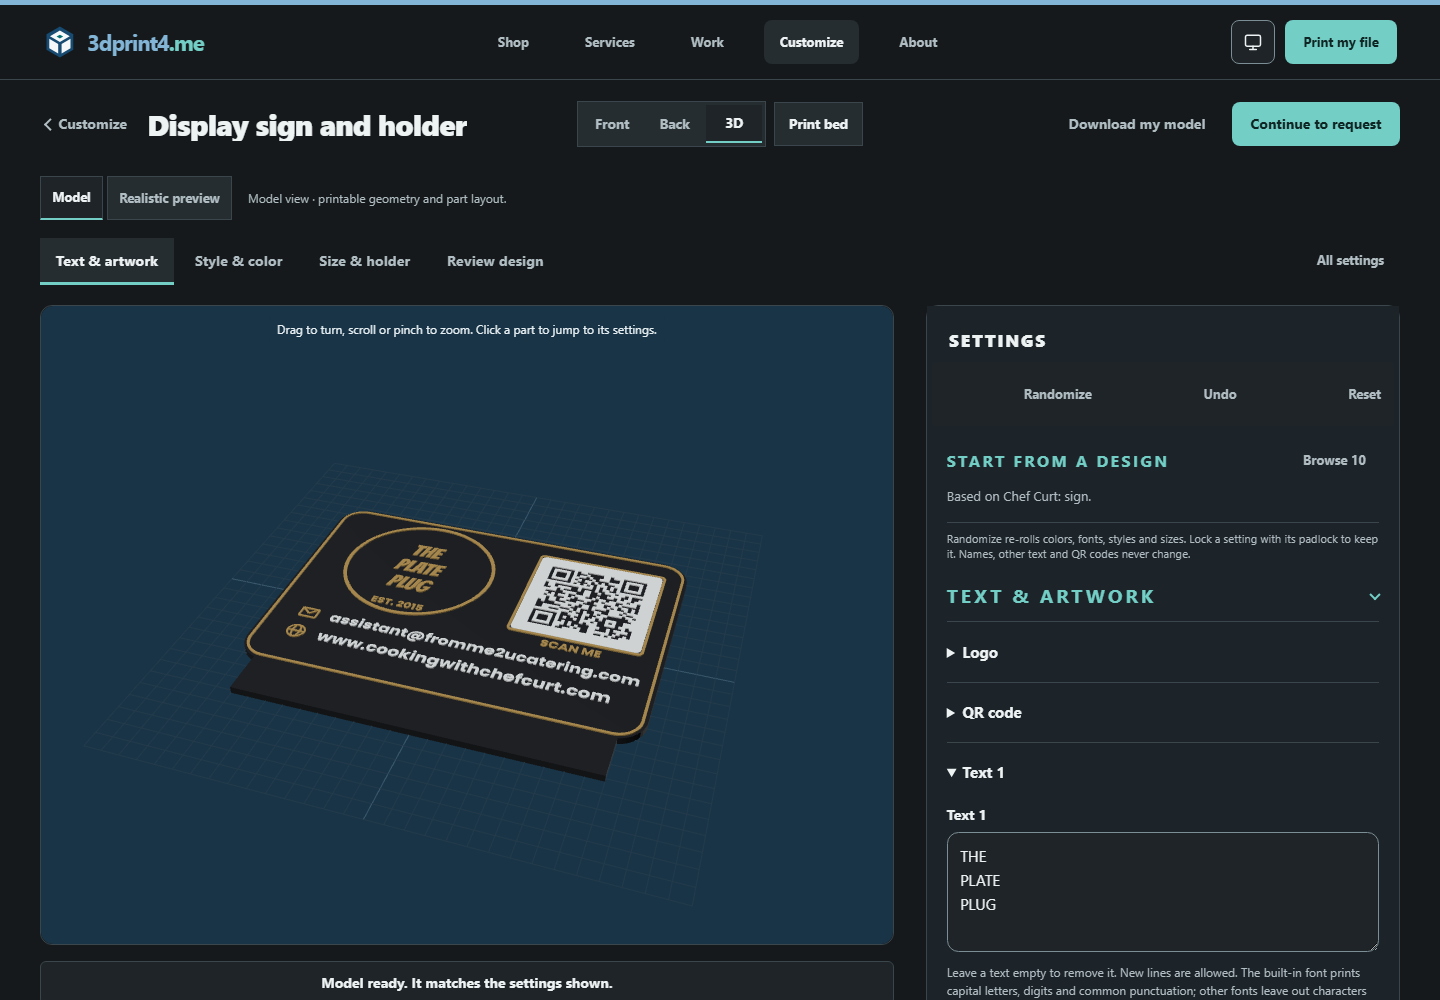 3dprint4.me
Shop
Services
Work
Customize
About
Print my file
Customize
Display sign and holder
Front
Back
3D
Print bed
Download my model
Continue to request
Model
Realistic preview
Model view · printable geometry and part layout.
Text & artwork
Style & color
Size & holder
Review design
All settings
Drag to turn, scroll or pinch to zoom. Click a part to jump to its settings.
THE
PLATE
PLUG
EST. 2015
SCAN ME
assistant@fromme2ucatering.com
www.cookingwithchefcurt.com
Model ready. It matches the settings shown.
SETTINGS
Randomize
Undo
Reset
START FROM A DESIGN
Browse 10
Based on Chef Curt: sign.
Randomize re-rolls colors, fonts, styles and sizes. Lock a setting with its padlock to keep
it. Names, other text and QR codes never change.
TEXT & ARTWORK
Logo
QR code
Text 1
Text 1
THE
PLATE
PLUG
Leave a text empty to remove it. New lines are allowed. The built-in font prints
capital letters, digits and common punctuation; other fonts leave out characters